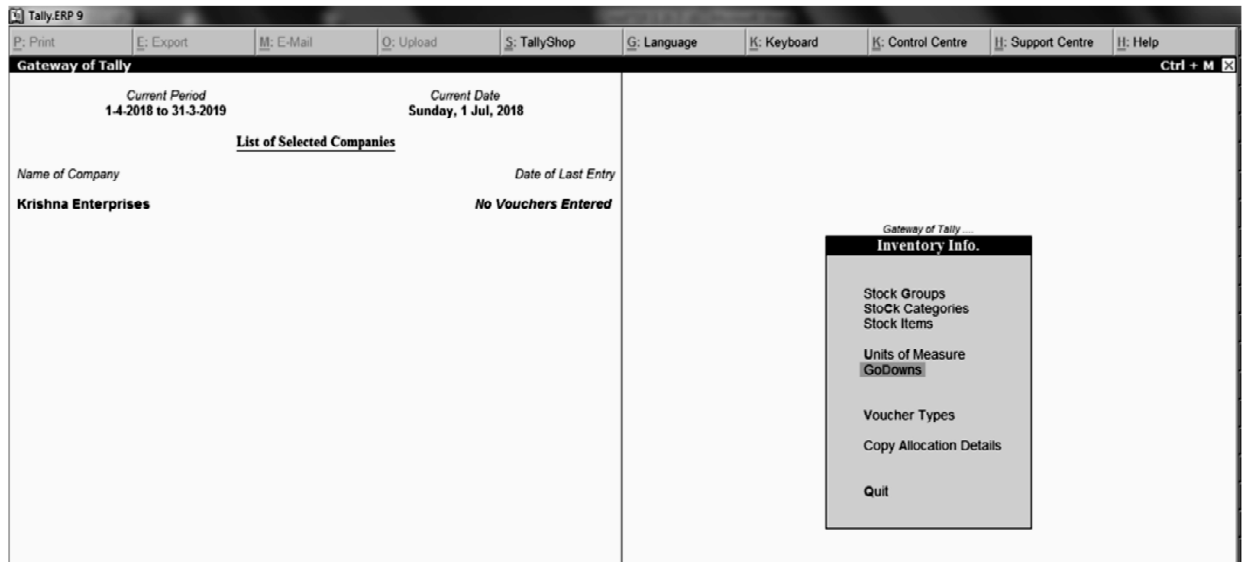 Tally.ERP 9
P: Print E: Export M: E-Mail O: Upload S: TallyShop G: Language K: Keyboard K: Control Centre H: Support Centre H: Help
Gateway of Tally Ctrl + M X
Current Period Current Date
1-4-2018 to 31-3-2019 Sunday, 1 Jul, 2018
List of Selected Companies
Name of Company Date of Last Entry
Krishna Enterprises No Vouchers Entered
Gateway of Tally ....
Inventory Info.
Stock Groups
StoCk Categories
Stock Items
Units of Measure
GoDowns
Voucher Types
Copy Allocation Details
Quit